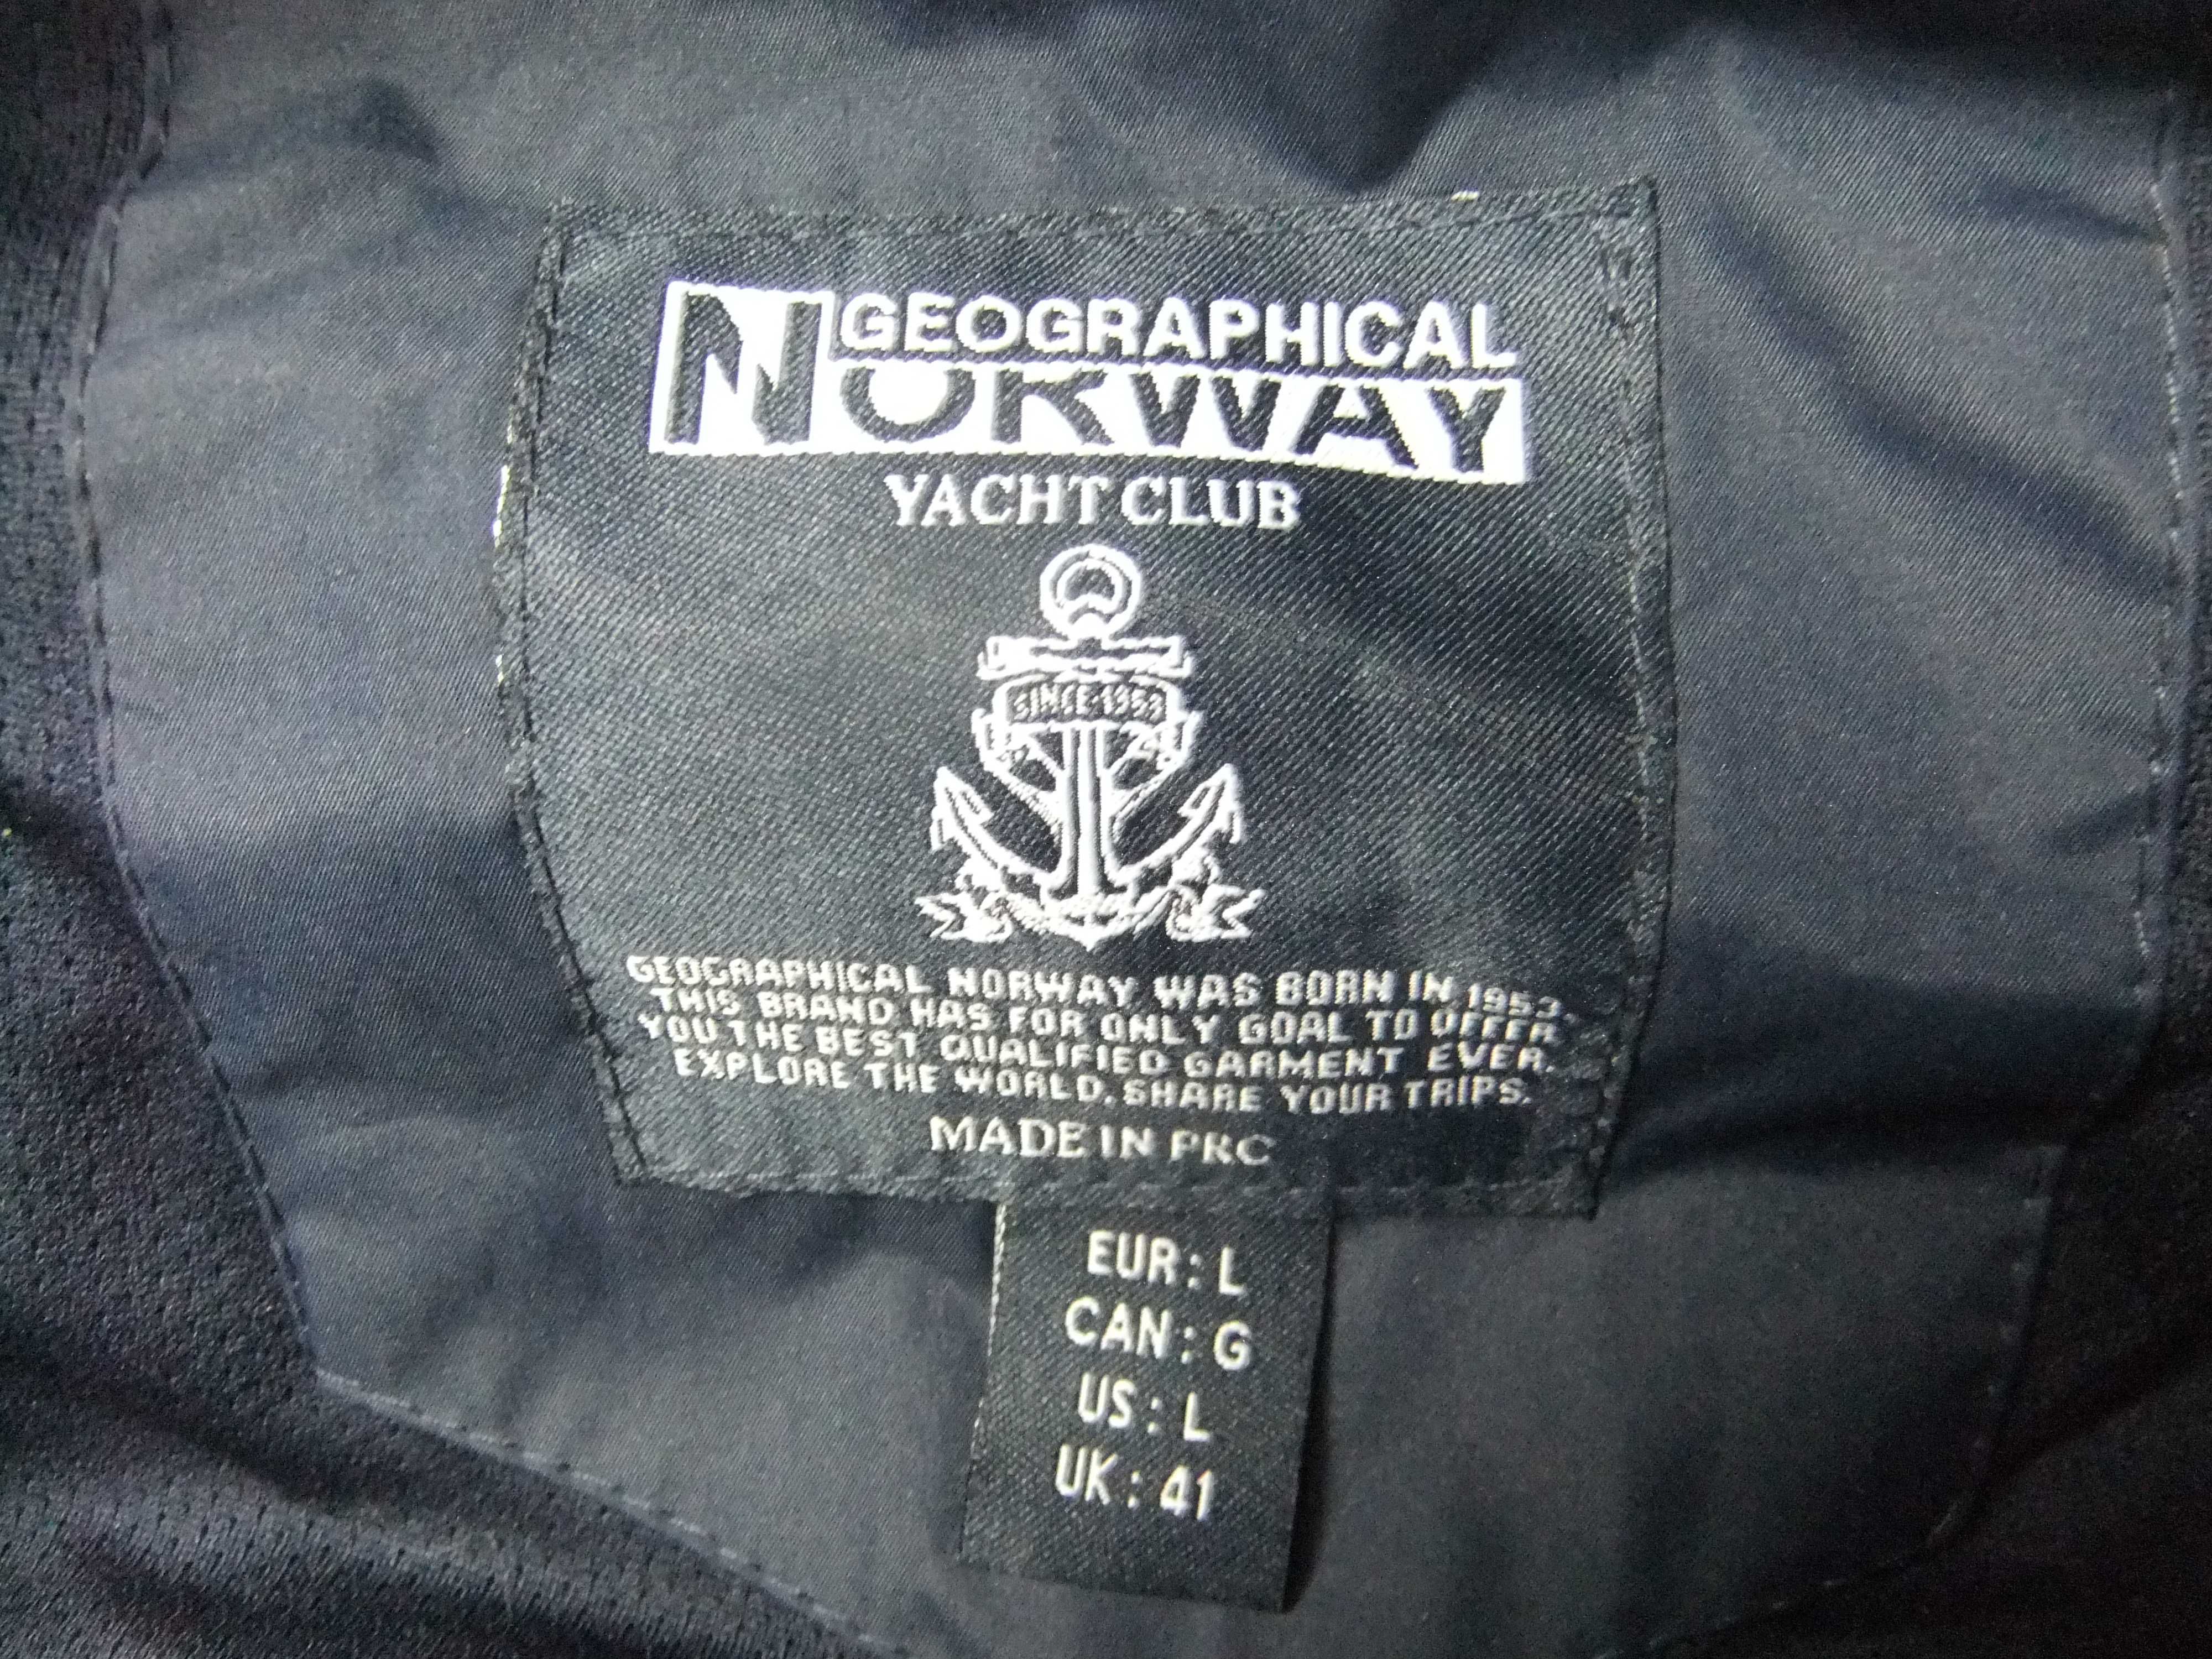 GEOGRAPHICAL
NORWAY
YACHT CLUB
SINCE 1953
GEOGRAPHICAL NORWAY WAS BORN IN 1953.
THIS BRAND HAS FOR ONLY GOAL TO OFFER
YOU THE BEST QUALIFIED GARMENT EVER.
EXPLORE THE WORLD. SHARE YOUR TRIPS.
MADE IN PRC
EUR: L
CAN: G
US: L
UK: 41